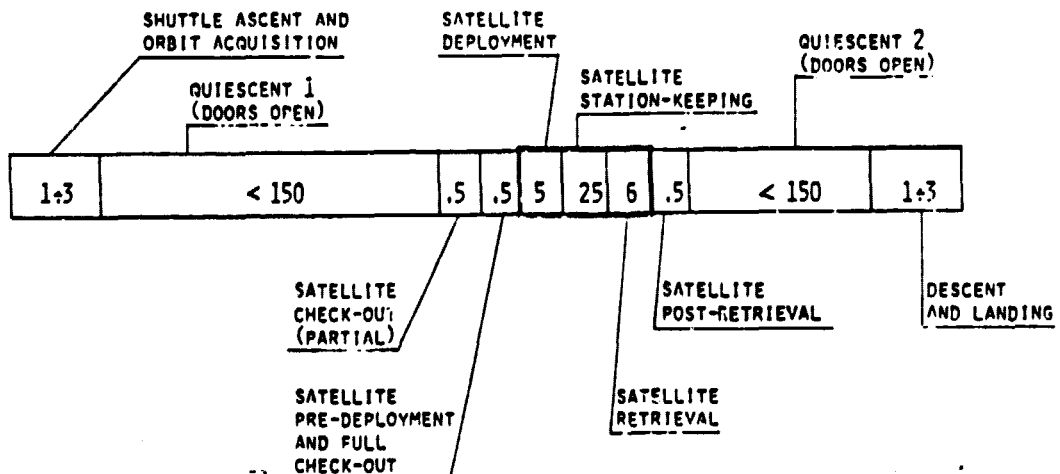 SHUTTLE ASCENT AND
ORBIT ACQUISITION
QUIESCENT 1
(DOORS OPEN)
SATELLITE
DEPLOYMENT
SATELLITE
STATION-KEEPING
QUIESCENT 2
(DOORS OPEN)
1÷3
< 150
.5
.5
5
25
6
.5
< 150
1÷3
SATELLITE
CHECK-OUT
(PARTIAL)
SATELLITE
PRE-DEPLOYMENT
AND FULL
CHECK-OUT
SATELLITE
RETRIEVAL
SATELLITE
POST-RETRIEVAL
DESCENT
AND LANDING